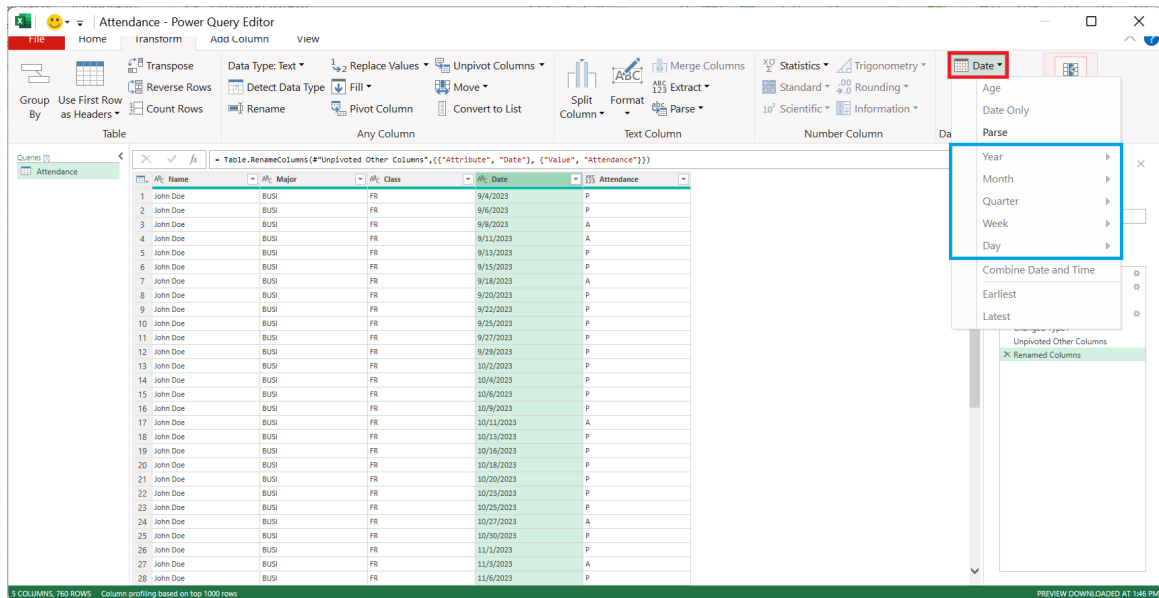 Attendance - Power Query Editor
File Home Transform Add Column View
Transpose
Reverse Rows
Count Rows
Group By
Use First Row as Headers
Table
Data Type: Text
Detect Data Type
Rename
Replace Values
Fill
Pivot Column
Unpivot Columns
Move
Convert to List
Any Column
Split Column
ABC
Format
Merge Columns
ABC 123 Extract
abc Parse
Text Column
Statistics
Standard
Scientific
Trigonometry
Rounding
Information
Number Column
Date
Da
Age
Date Only
Parse
Year
Month
Quarter
Week
Day
Combine Date and Time
Earliest
Latest
Queries [1]
Attendance
fx = Table.RenameColumns(#"Unpivoted Other Columns",{{"Attribute", "Date"}, {"Value", "Attendance"}})
Name Major Class Date Attendance
1 John Doe BUSI FR 9/4/2023 P
2 John Doe BUSI FR 9/6/2023 P
3 John Doe BUSI FR 9/8/2023 A
4 John Doe BUSI FR 9/11/2023 A
5 John Doe BUSI FR 9/13/2023 P
6 John Doe BUSI FR 9/15/2023 P
7 John Doe BUSI FR 9/18/2023 A
8 John Doe BUSI FR 9/20/2023 P
9 John Doe BUSI FR 9/22/2023 P
10 John Doe BUSI FR 9/25/2023 P
11 John Doe BUSI FR 9/27/2023 P
12 John Doe BUSI FR 9/29/2023 P
13 John Doe BUSI FR 10/2/2023 P
14 John Doe BUSI FR 10/4/2023 P
15 John Doe BUSI FR 10/6/2023 P
16 John Doe BUSI FR 10/9/2023 P
17 John Doe BUSI FR 10/11/2023 A
18 John Doe BUSI FR 10/13/2023 P
19 John Doe BUSI FR 10/16/2023 P
20 John Doe BUSI FR 10/18/2023 P
21 John Doe BUSI FR 10/20/2023 P
22 John Doe BUSI FR 10/23/2023 P
23 John Doe BUSI FR 10/25/2023 P
24 John Doe BUSI FR 10/27/2023 A
25 John Doe BUSI FR 10/30/2023 P
26 John Doe BUSI FR 11/1/2023 P
27 John Doe BUSI FR 11/3/2023 A
28 John Doe BUSI FR 11/6/2023 P
Unpivoted Other Columns
Renamed Columns
5 COLUMNS, 760 ROWS Column profiling based on top 1000 rows
PREVIEW DOWNLOADED AT 1:46 PM